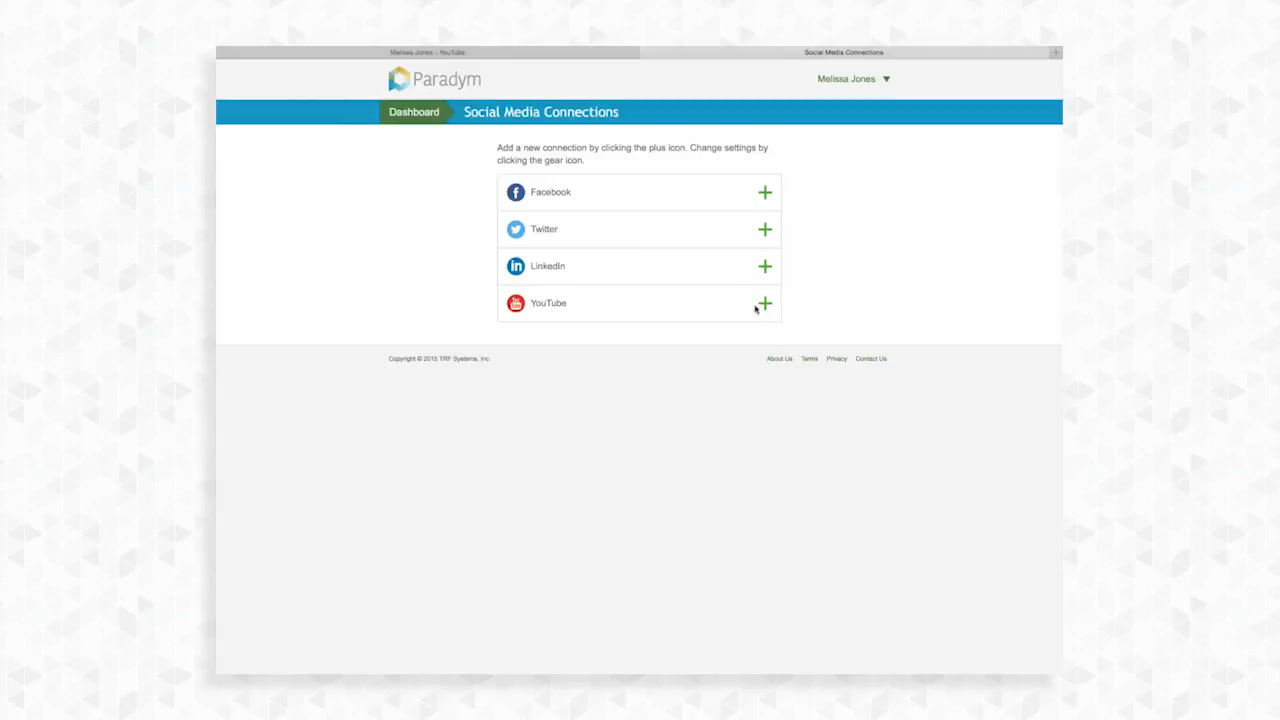 Melissa Jones - YouTube
Social Media Connections
Paradym
Melissa Jones
Dashboard
Social Media Connections
Add a new connection by clicking the plus icon. Change settings by
clicking the gear icon.
Facebook
Twitter
LinkedIn
YouTube
Copyright © 2015 TRF Systems, Inc
About Us
Terms
Privacy
Contact Us